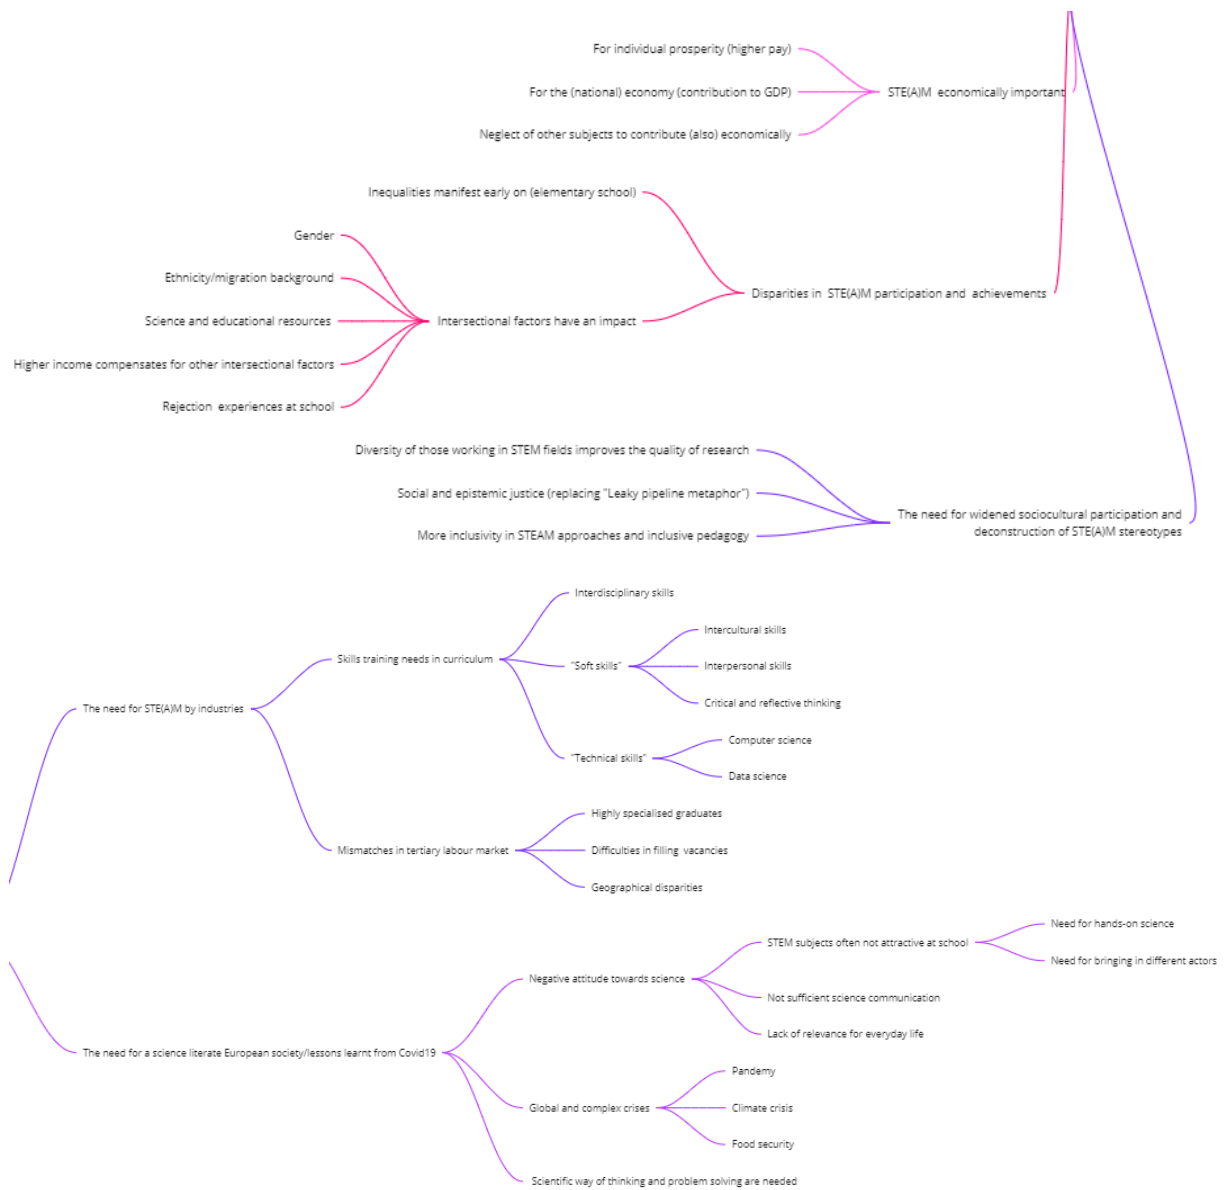 For individual prosperity (higher pay)
For the (national) economy (contribution to GDP)
STE(A)M economically important
Neglect of other subjects to contribute (also) economically
Inequalities manifest early on (elementary school)
Gender
Ethnicity/migration background
Disparities in STE(A)M participation and achievements
Science and educational resources
Intersectional factors have an impact
Higher income compensates for other intersectional factors
Rejection experiences at school
Diversity of those working in STEM fields improves the quality of research
Social and epistemic justice (replacing "Leaky pipeline metaphor")
The need for widened sociocultural participation and
deconstruction of STE(A)M stereotypes
More inclusivity in STEAM approaches and inclusive pedagogy
Interdisciplinary skills
Intercultural skills
Skills training needs in curriculum
"Soft skills"
Interpersonal skills
Critical and reflective thinking
The need for STE(A)M by industries
Computer science
"Technical skills"
Data science
Highly specialised graduates
Mismatches in tertiary labour market
Difficulties in filling vacancies
Geographical disparities
Need for hands-on science
STEM subjects often not attractive at school
Need for bringing in different actors
Negative attitude towards science
Not sufficient science communication
Lack of relevance for everyday life
The need for a science literate European society/lessons learnt from Covid19
Pandemy
Global and complex crises
Climate crisis
Food security
Scientific way of thinking and problem solving are needed